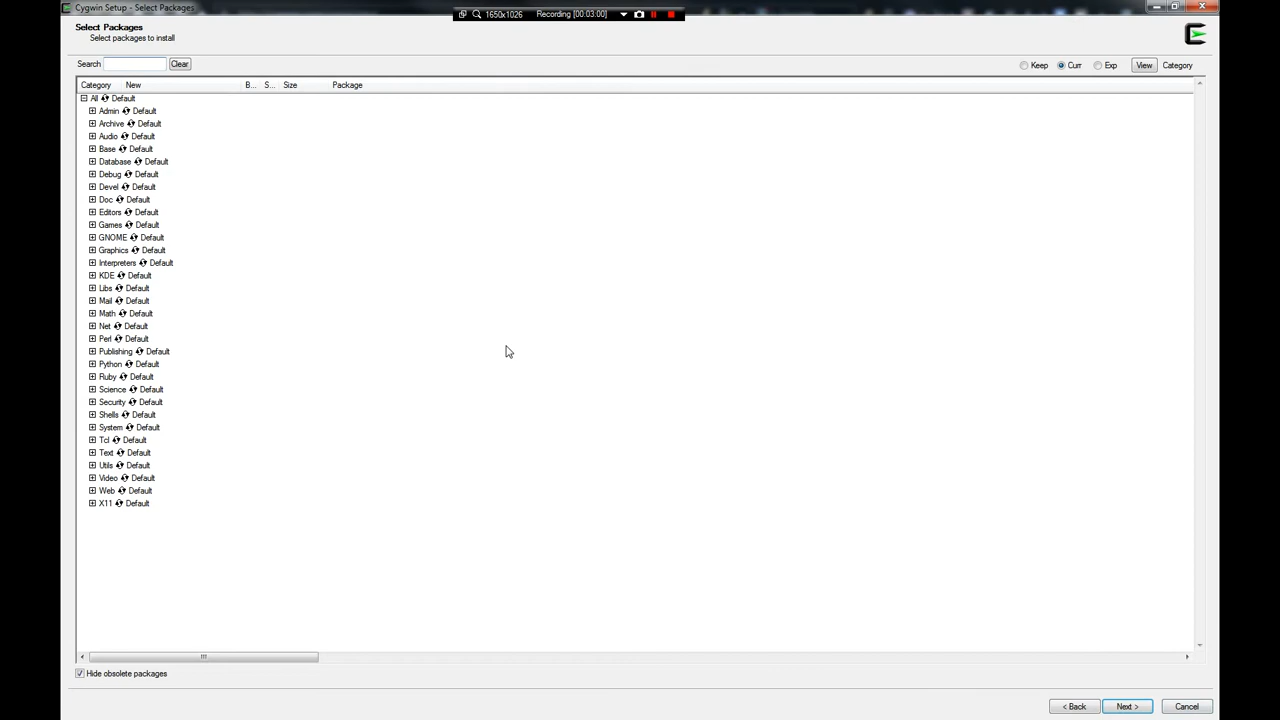 Cygwin Setup - Select Packages
1650x1026 Recording [00:03:00]
Select Packages
Select packages to install
Search Clear Keep Curr Exp View Category
Category New B... S... Size Package
All Default
Admin Default
Archive Default
Audio Default
Base Default
Database Default
Debug Default
Devel Default
Doc Default
Editors Default
Games Default
GNOME Default
Graphics Default
Interpreters Default
KDE Default
Libs Default
Mail Default
Math Default
Net Default
Perl Default
Publishing Default
Python Default
Ruby Default
Science Default
Security Default
Shells Default
System Default
Tcl Default
Text Default
Utils Default
Video Default
Web Default
X11 Default
Hide obsolete packages
< Back Next > Cancel